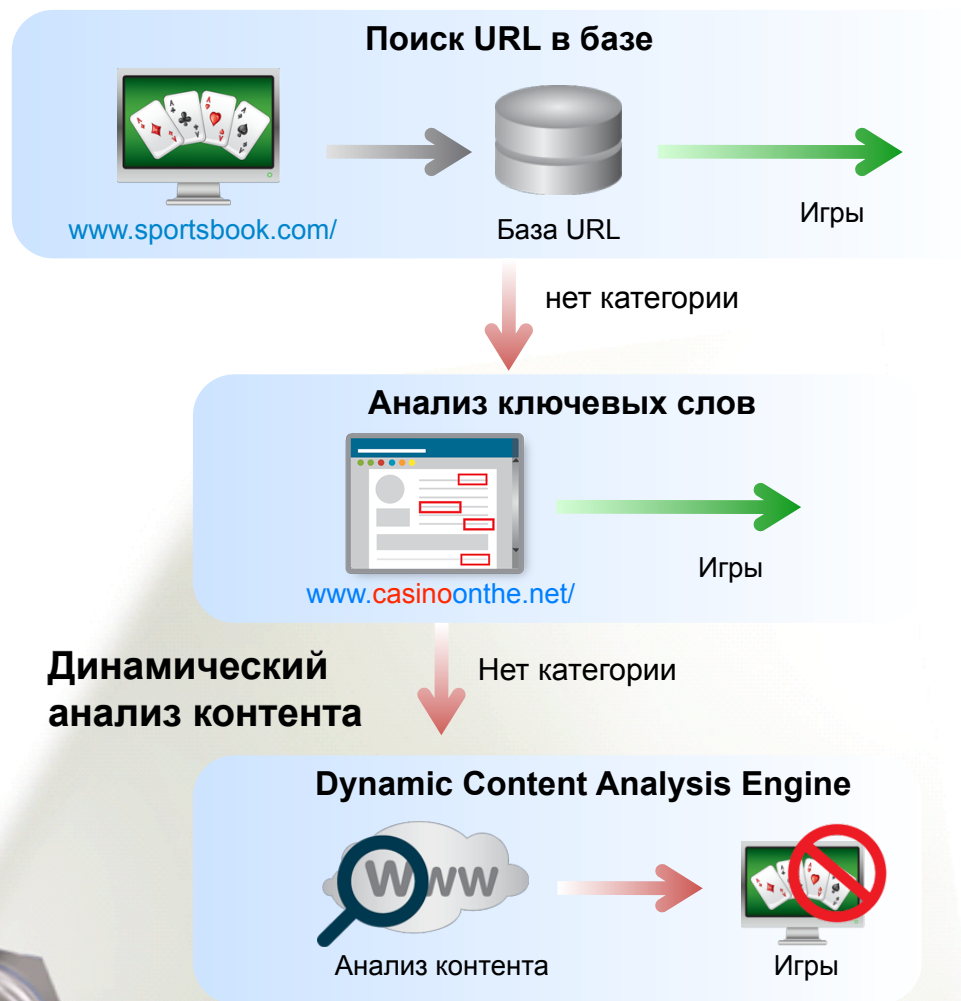 Поиск URL в базе
www.sportsbook.com/
База URL
Игры
нет категории
Анализ ключевых слов
www.casinoonthe.net/
Игры
Динамический
анализ контента
Нет категории
Dynamic Content Analysis Engine
Www
Анализ контента
Игры